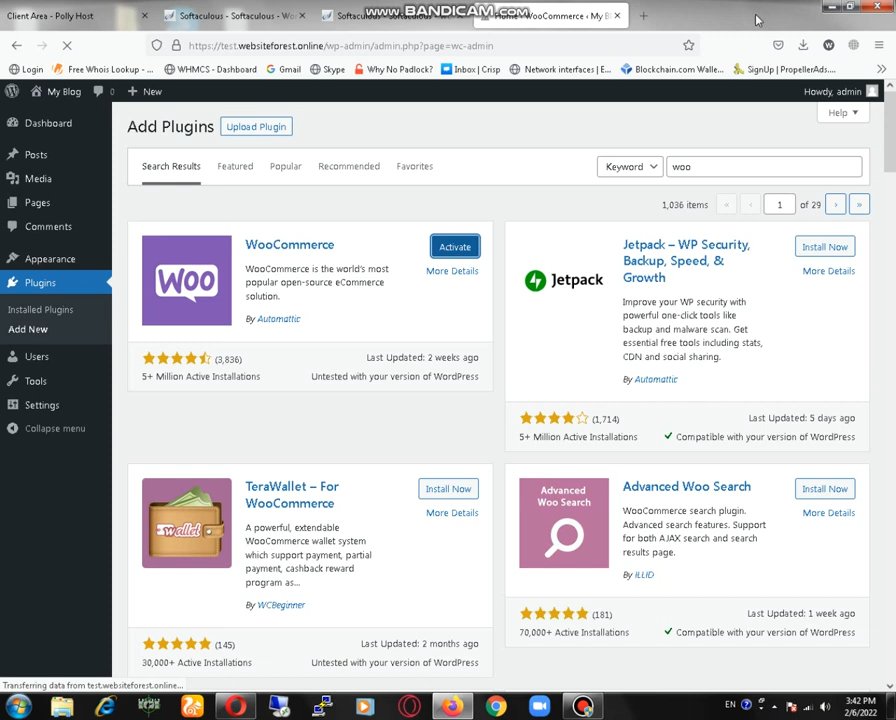 Client Area - Polly Host
Softaculous - Softaculous - Wo
Softaculous - Softaculous - W
www.BANDICAM.com
Home ‹ WooCommerce ‹ My B
https://test.websiteforest.online/wp-admin/admin.php?page=wc-admin
Login
Free Whois Lookup - ...
WHMCS - Dashboard
Gmail
Skype
Why No Padlock?
Inbox | Crisp
Network interfaces | E...
Blockchain.com Walle...
SignUp | PropellerAds....
My Blog
0
New
Howdy, admin
Help
Dashboard
Posts
Media
Pages
Comments
Appearance
Plugins
Installed Plugins
Add New
Users
Tools
Settings
Collapse menu
Add Plugins
Upload Plugin
Search Results
Featured
Popular
Recommended
Favorites
Keyword
woo
1,036 items
«
‹
1
of 29
›
»
WOO
WooCommerce
Activate
More Details
WooCommerce is the world's most
popular open-source eCommerce
solution.
By Automattic
(3,836)
5+ Million Active Installations
Last Updated: 2 weeks ago
Untested with your version of WordPress
Jetpack
Jetpack – WP Security,
Backup, Speed, &
Growth
Install Now
More Details
Improve your WP security with
powerful one-click tools like
backup and malware scan. Get
essential free tools including stats,
CDN and social sharing.
By Automattic
(1,714)
5+ Million Active Installations
Last Updated: 5 days ago
Compatible with your version of WordPress
wallet
TeraWallet – For
WooCommerce
Install Now
More Details
A powerful, extendable
WooCommerce wallet system
which support payment, partial
payment, cashback reward
program as...
By WCBeginner
(145)
30,000+ Active Installations
Last Updated: 2 months ago
Untested with your version of WordPress
Advanced
Woo Search
Advanced Woo Search
Install Now
More Details
WooCommerce search plugin.
Advanced search features. Support
for both AJAX search and search
results page.
By ILLID
(181)
70,000+ Active Installations
Last Updated: 1 week ago
Compatible with your version of WordPress
Transferring data from test.websiteforest.online...
EN
3:42 PM
2/6/2022